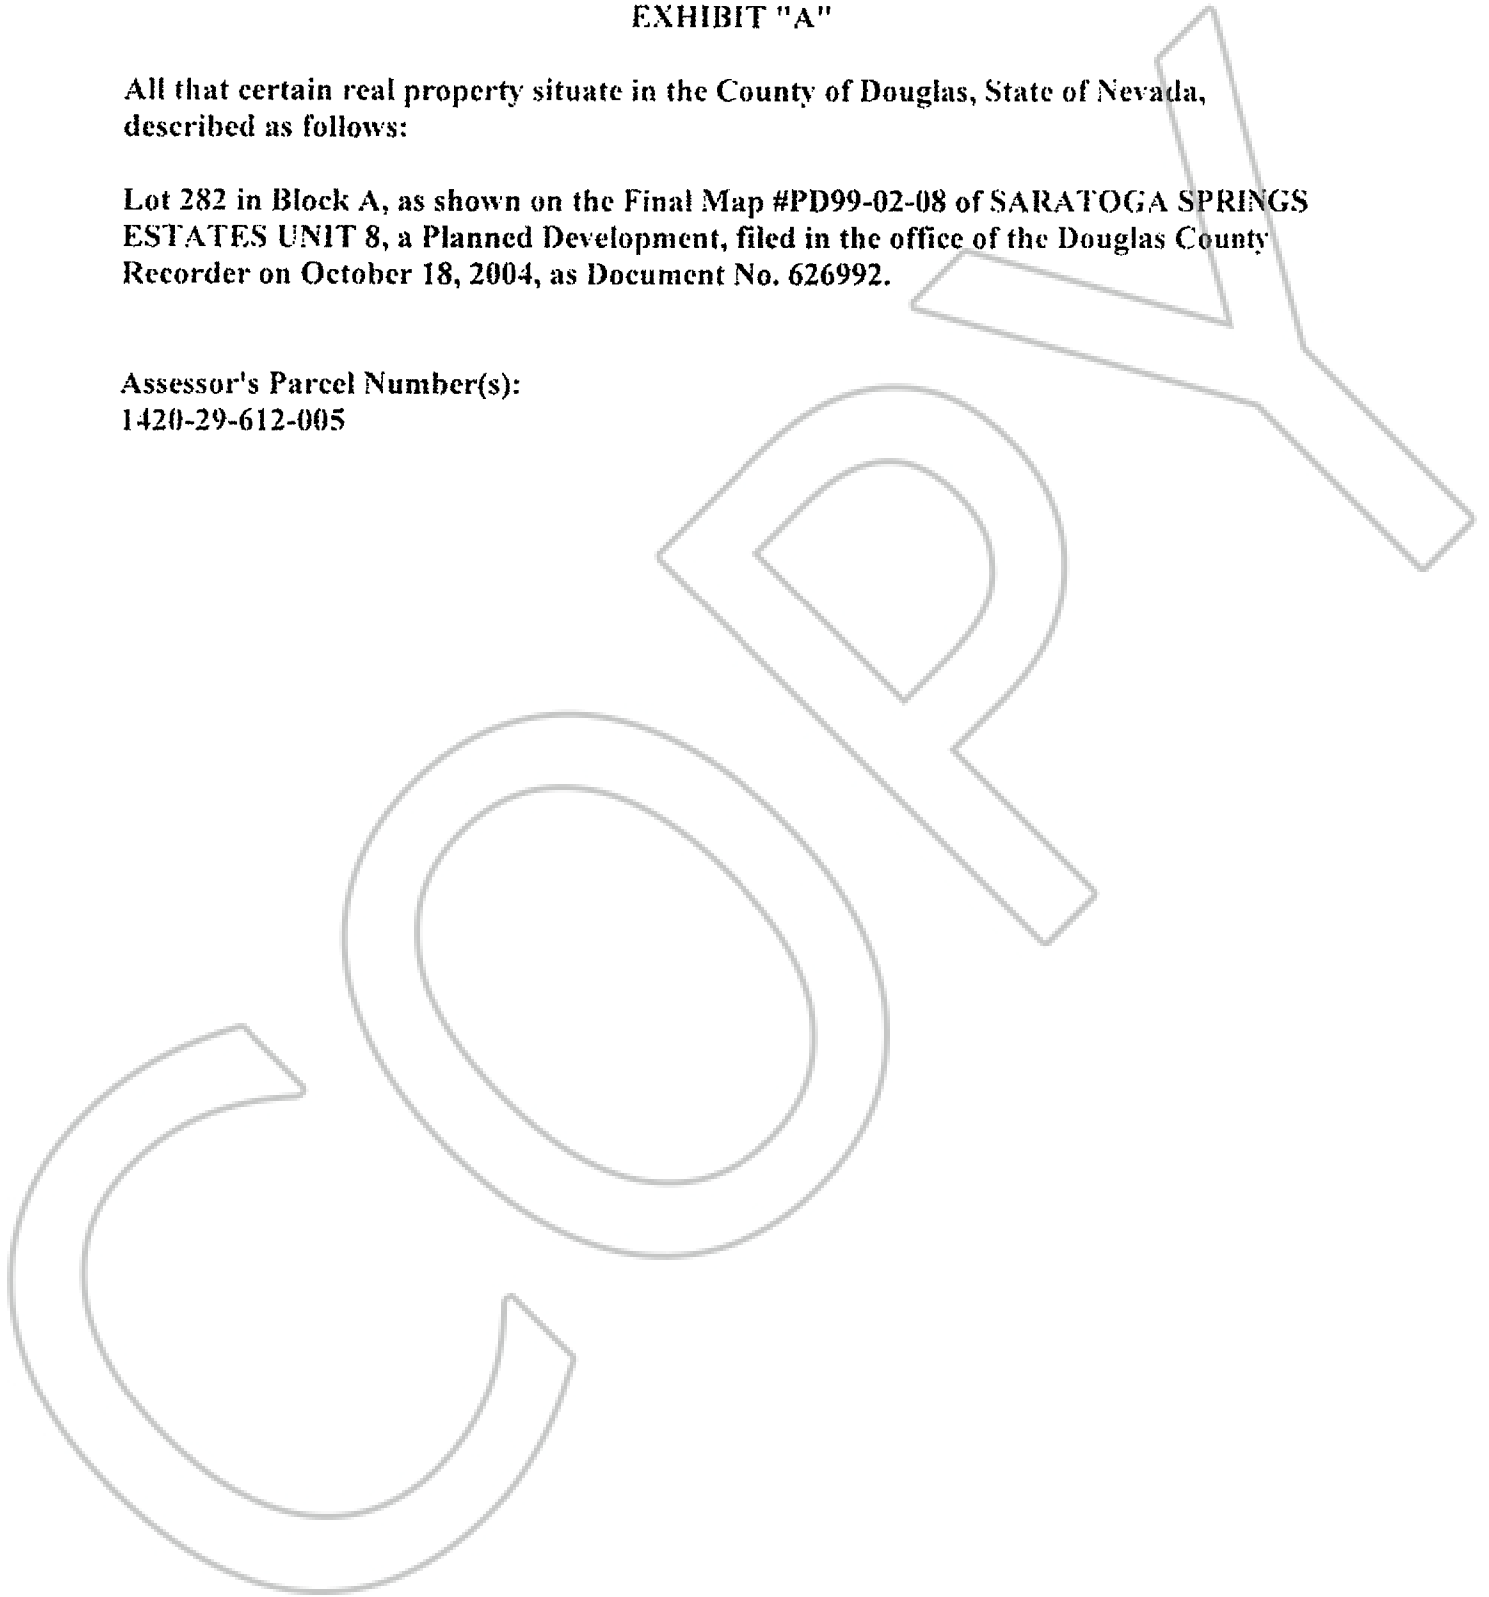 EXHIBIT "A"
All that certain real property situate in the County of Douglas, State of Nevada,
described as follows:
Lot 282 in Block A, as shown on the Final Map #PD99-02-08 of SARATOGA SPRINGS
ESTATES UNIT 8, a Planned Development, filed in the office of the Douglas County
Recorder on October 18, 2004, as Document No. 626992.
Assessor's Parcel Number(s):
1420-29-612-005
COPY